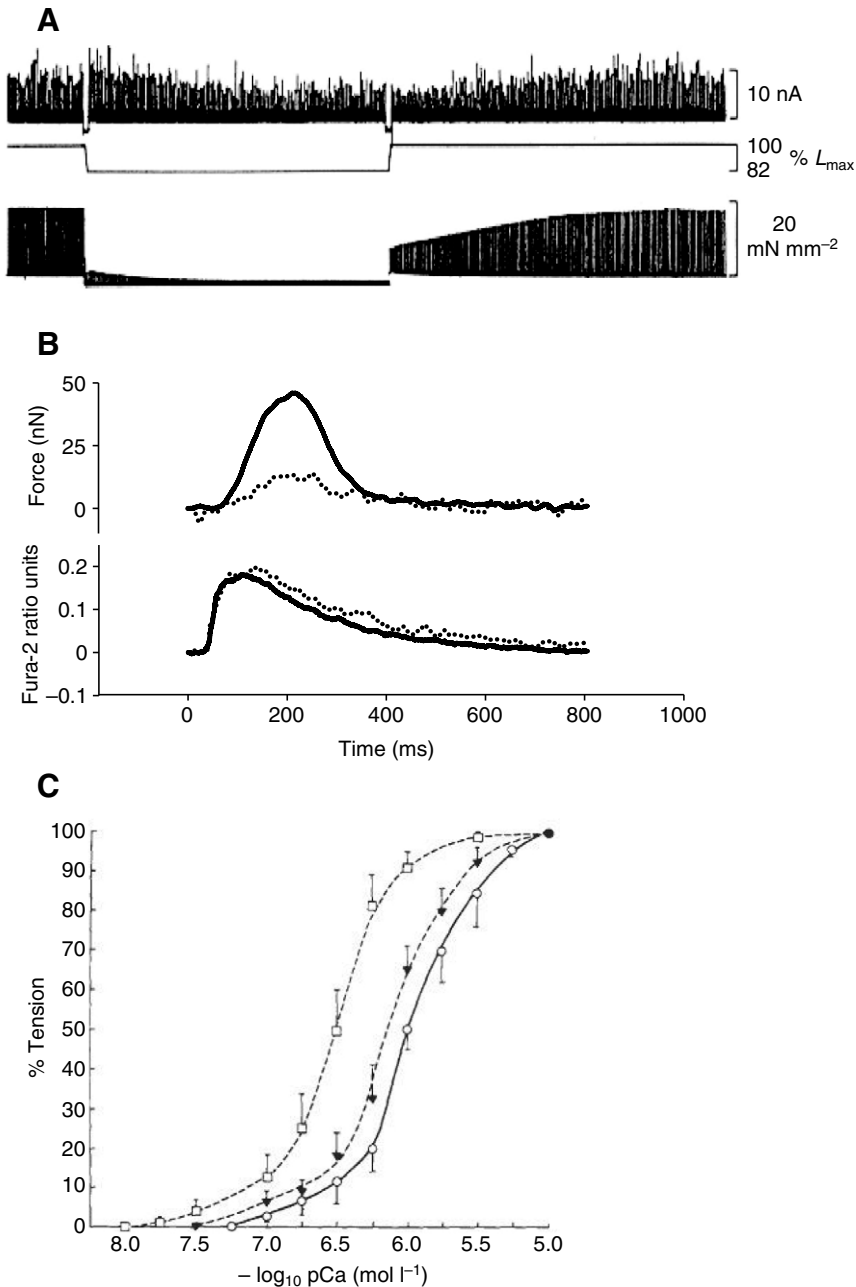 A
10 nA
100
82
% Lmax
20
mN mm–2
B
Force (nN)
50
25
0
Fura-2 ratio units
0.2
0.1
0
–0.1
0 200 400 600 800 1000
Time (ms)
C
% Tension
100
90
80
70
60
50
40
30
20
10
0
8.0 7.5 7.0 6.5 6.0 5.5 5.0
– log10 pCa (mol l–1)